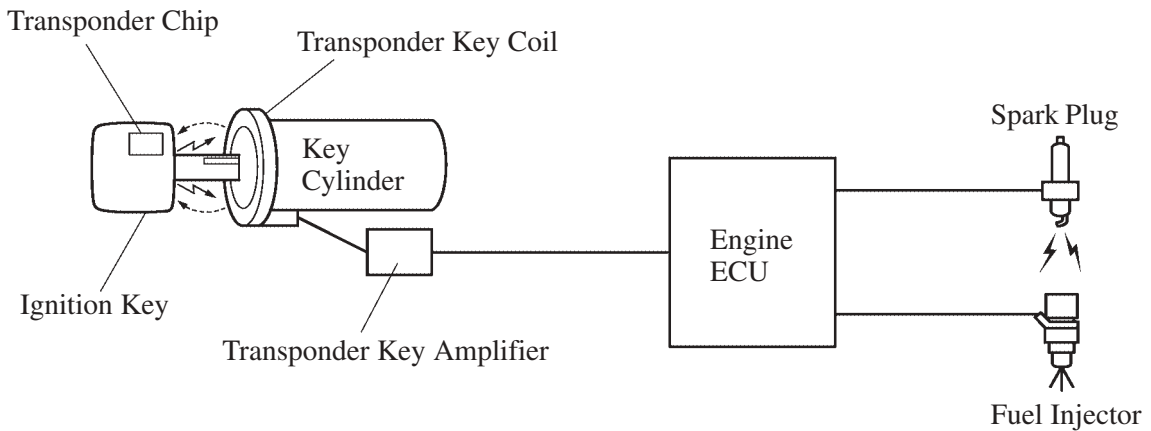 Transponder Chip
Transponder Key Coil
Spark Plug
Key
Cylinder
Engine
ECU
Ignition Key
Transponder Key Amplifier
Fuel Injector